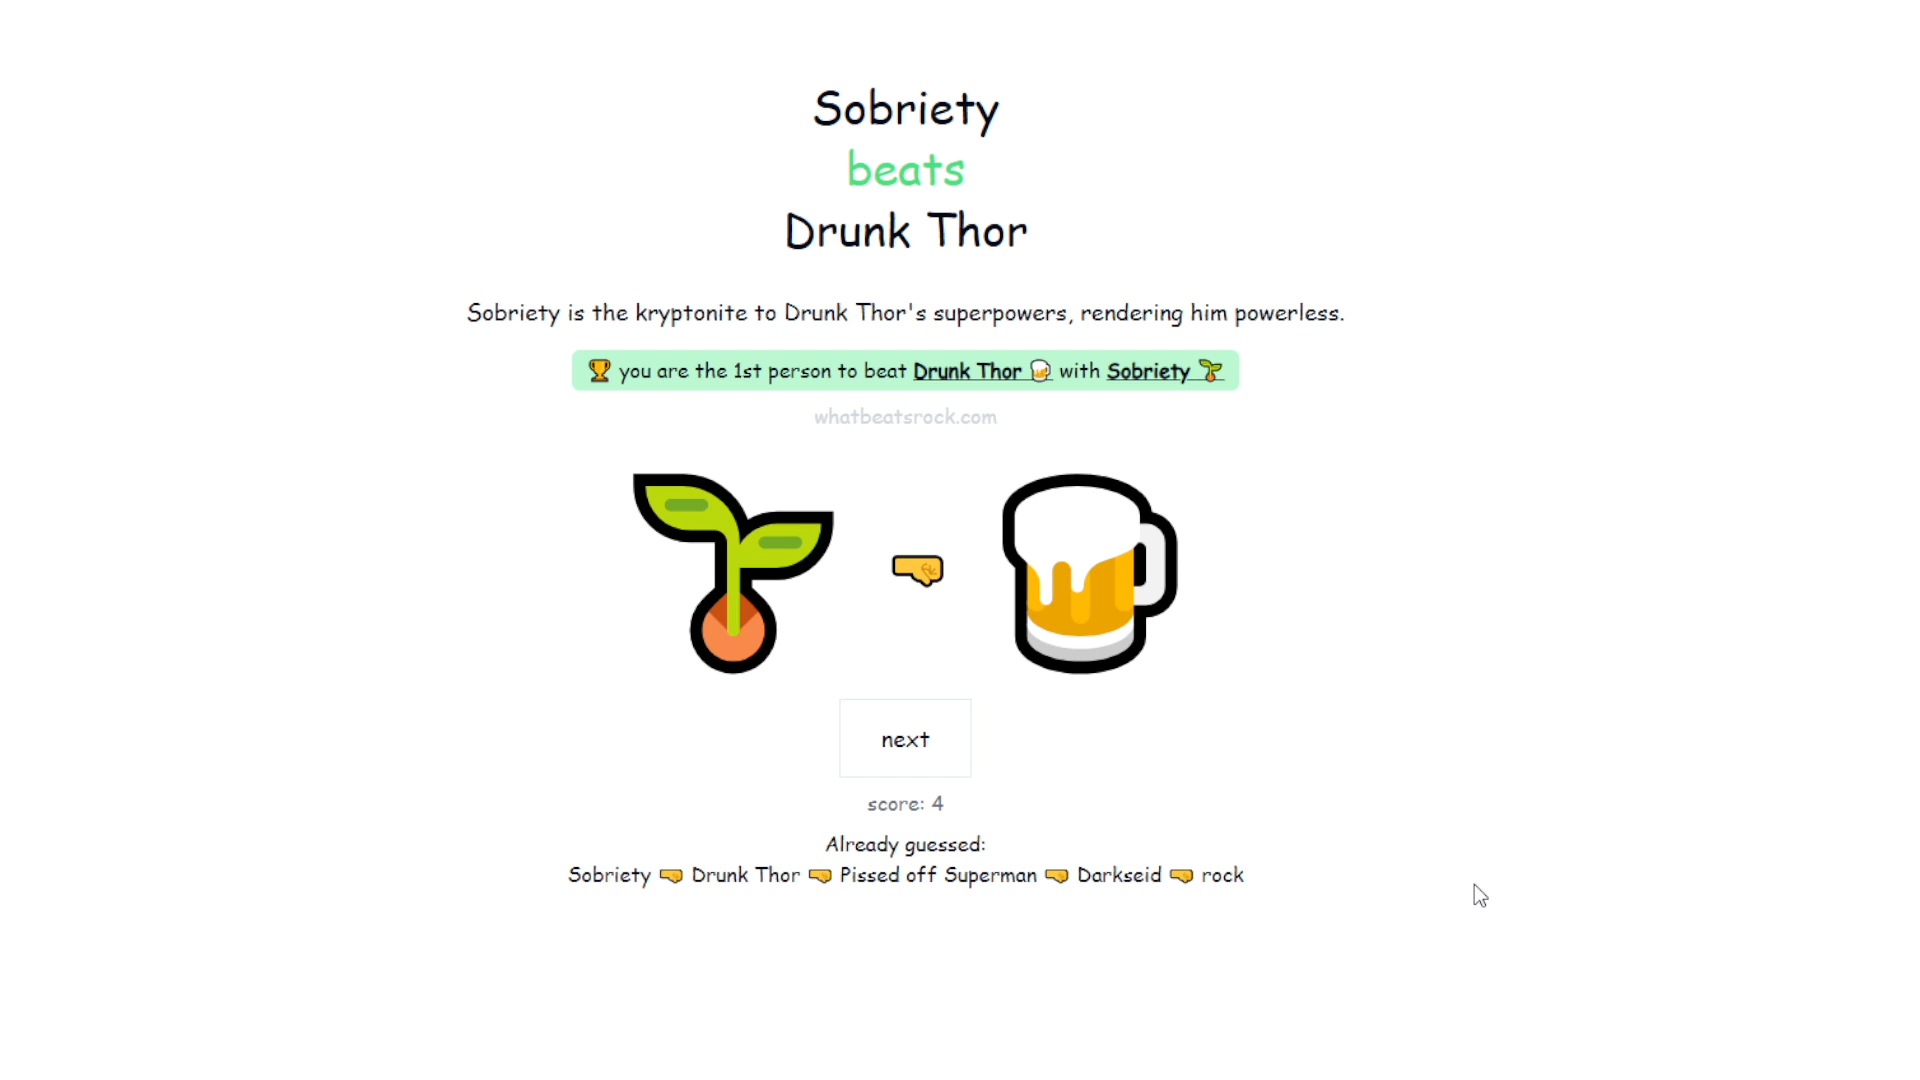 Sobriety
beats
Drunk Thor
Sobriety is the kryptonite to Drunk Thor's superpowers, rendering him powerless.
🏆 you are the 1st person to beat Drunk Thor 🍺 with Sobriety 🌱
whatbeatsrock.com
next
score: 4
Already guessed:
Sobriety 🤜 Drunk Thor 🤜 Pissed off Superman 🤜 Darkseid 🤜 rock